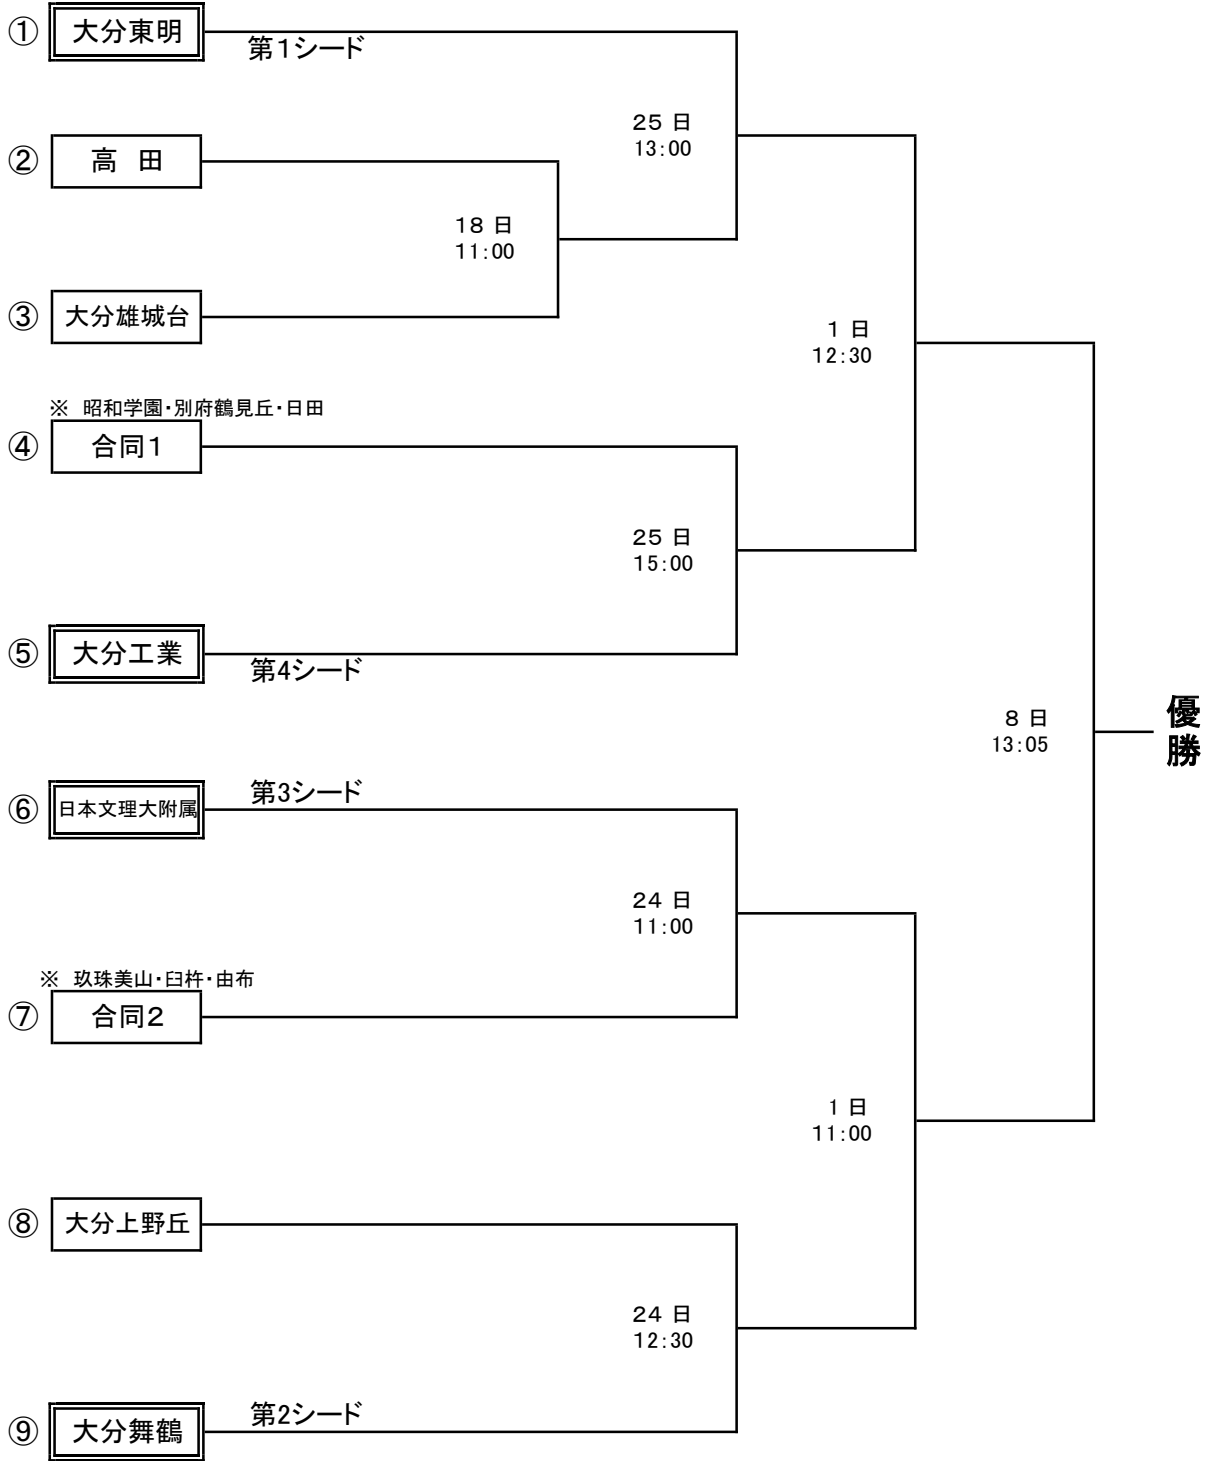 ① 大分東明
第１シード
25 日
13:00
② 高 田
18 日
11:00
③ 大分雄城台
1 日
12:30
※ 昭和学園・別府鶴見丘・日田
④ 合同１
25 日
15:00
⑤ 大分工業
第4シード
8 日
13:05
優勝
⑥ 日本文理大附属
第3シード
24 日
11:00
※ 玖珠美山・臼杵・由布
⑦ 合同２
1 日
11:00
⑧ 大分上野丘
24 日
12:30
第2シード
⑨ 大分舞鶴